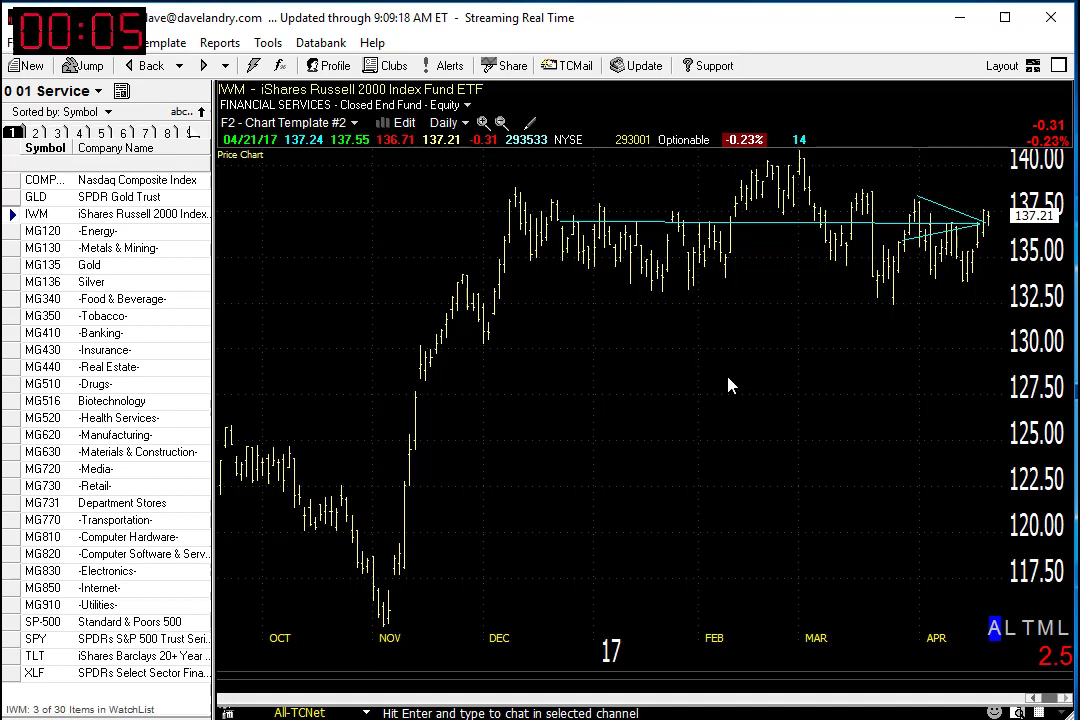 00:05
dave@davelandry.com ... Updated through 9:09:18 AM ET - Streaming Real Time
Template Reports Tools Databank Help
New Jump Back Profile Clubs Alerts Share TCMail Update Support Layout
0 01 Service
Sorted by: Symbol abc..
1 2 3 4 5 6 7 8
Symbol Company Name
COMP... Nasdaq Composite Index
GLD SPDR Gold Trust
IWM iShares Russell 2000 Index..
MG120 -Energy-
MG130 -Metals & Mining-
MG135 Gold
MG136 Silver
MG340 -Food & Beverage-
MG350 -Tobacco-
MG410 -Banking-
MG430 -Insurance-
MG440 -Real Estate-
MG510 -Drugs-
MG516 Biotechnology
MG520 -Health Services-
MG620 -Manufacturing-
MG630 -Materials & Construction-
MG720 -Media-
MG730 -Retail-
MG731 Department Stores
MG770 -Transportation-
MG810 -Computer Hardware-
MG820 -Computer Software & Serv..
MG830 -Electronics-
MG850 -Internet-
MG910 -Utilities-
SP-500 Standard & Poors 500
SPY SPDRs S&P 500 Trust Seri..
TLT iShares Barclays 20+ Year ..
XLF SPDRs Select Sector Fina..
IWM: 3 of 30 Items in WatchList
IWM - iShares Russell 2000 Index Fund ETF
FINANCIAL SERVICES - Closed End Fund - Equity
F2 - Chart Template #2 Edit Daily
04/21/17 137.24 137.55 136.71 137.21 -0.31 293533 NYSE 293001 Optionable -0.23% 14
-0.31
-0.23%
Price Chart
140.00
137.50
137.21
135.00
132.50
130.00
127.50
125.00
122.50
120.00
117.50
A L T M L
OCT NOV DEC 17 FEB MAR APR
2.5
All-TCNet Hit Enter and type to chat in selected channel